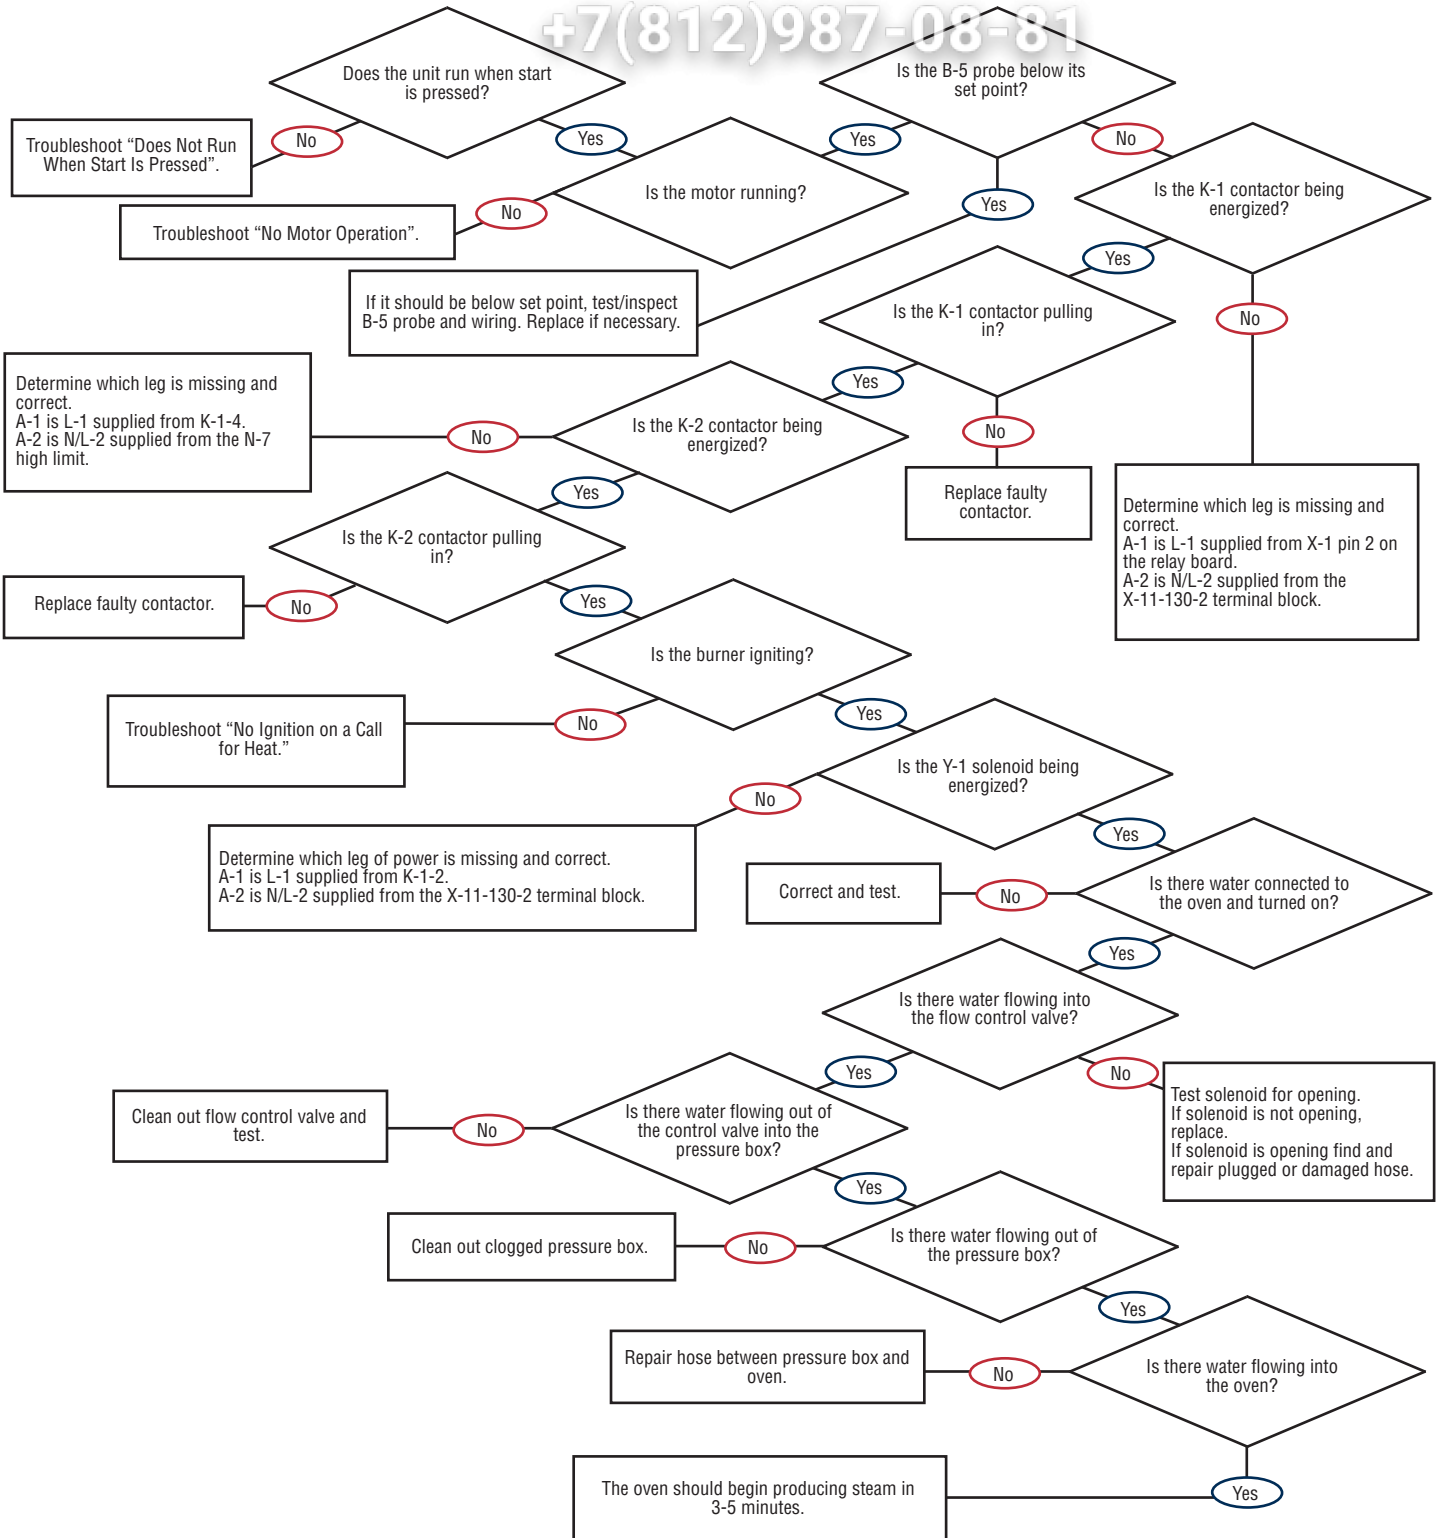 +7(812)987-08-81
Does the unit run when start
is pressed?
Is the B-5 probe below its
set point?
No
Yes
Yes
No
Troubleshoot “Does Not Run
When Start Is Pressed”.
Is the motor running?
Is the K-1 contactor being
energized?
No
Yes
Troubleshoot “No Motor Operation”.
Yes
If it should be below set point, test/inspect
B-5 probe and wiring. Replace if necessary.
Is the K-1 contactor pulling
in?
No
Yes
Determine which leg is missing and
correct.
A-1 is L-1 supplied from K-1-4.
A-2 is N/L-2 supplied from the N-7
high limit.
No
Is the K-2 contactor being
energized?
No
Replace faulty
contactor.
Yes
Determine which leg is missing and
correct.
A-1 is L-1 supplied from X-1 pin 2 on
the relay board.
A-2 is N/L-2 supplied from the
X-11-130-2 terminal block.
Is the K-2 contactor pulling
in?
Replace faulty contactor.
No
Yes
Is the burner igniting?
Troubleshoot “No Ignition on a Call
for Heat.”
No
Yes
Is the Y-1 solenoid being
energized?
No
Yes
Determine which leg of power is missing and correct.
A-1 is L-1 supplied from K-1-2.
A-2 is N/L-2 supplied from the X-11-130-2 terminal block.
Correct and test.
No
Is there water connected to
the oven and turned on?
Yes
Is there water flowing into
the flow control valve?
Yes
No
Test solenoid for opening.
If solenoid is not opening,
replace.
If solenoid is opening find and
repair plugged or damaged hose.
Clean out flow control valve and
test.
No
Is there water flowing out of
the control valve into the
pressure box?
Yes
Clean out clogged pressure box.
No
Is there water flowing out of
the pressure box?
Yes
Repair hose between pressure box and
oven.
No
Is there water flowing into
the oven?
The oven should begin producing steam in
3-5 minutes.
Yes